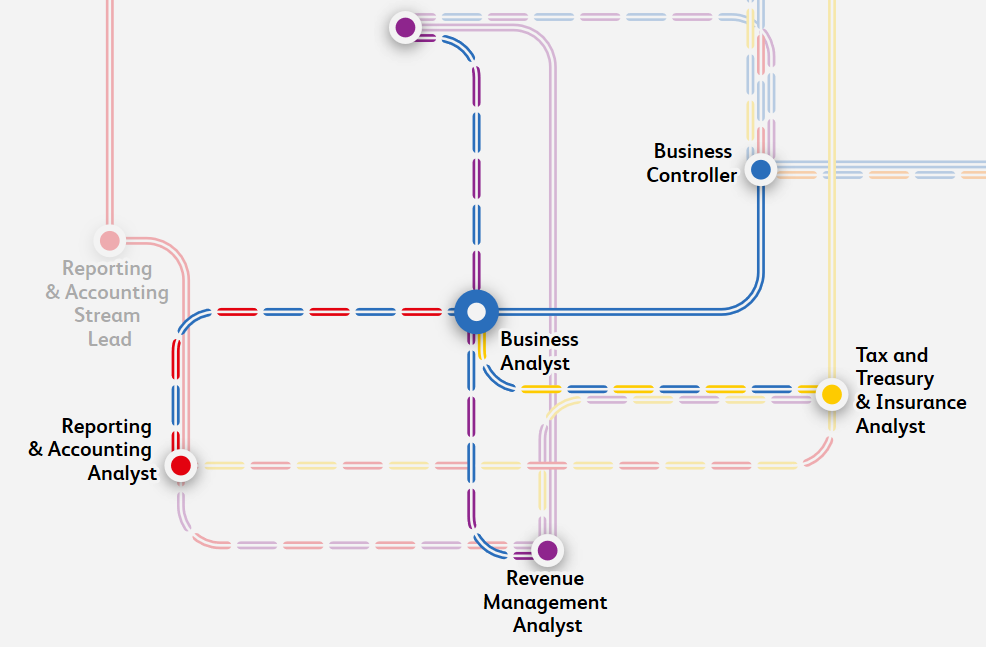 Business
Controller
Reporting
& Accounting
Stream
Lead
Business
Analyst
Tax and
Treasury
& Insurance
Analyst
Reporting
& Accounting
Analyst
Revenue
Management
Analyst